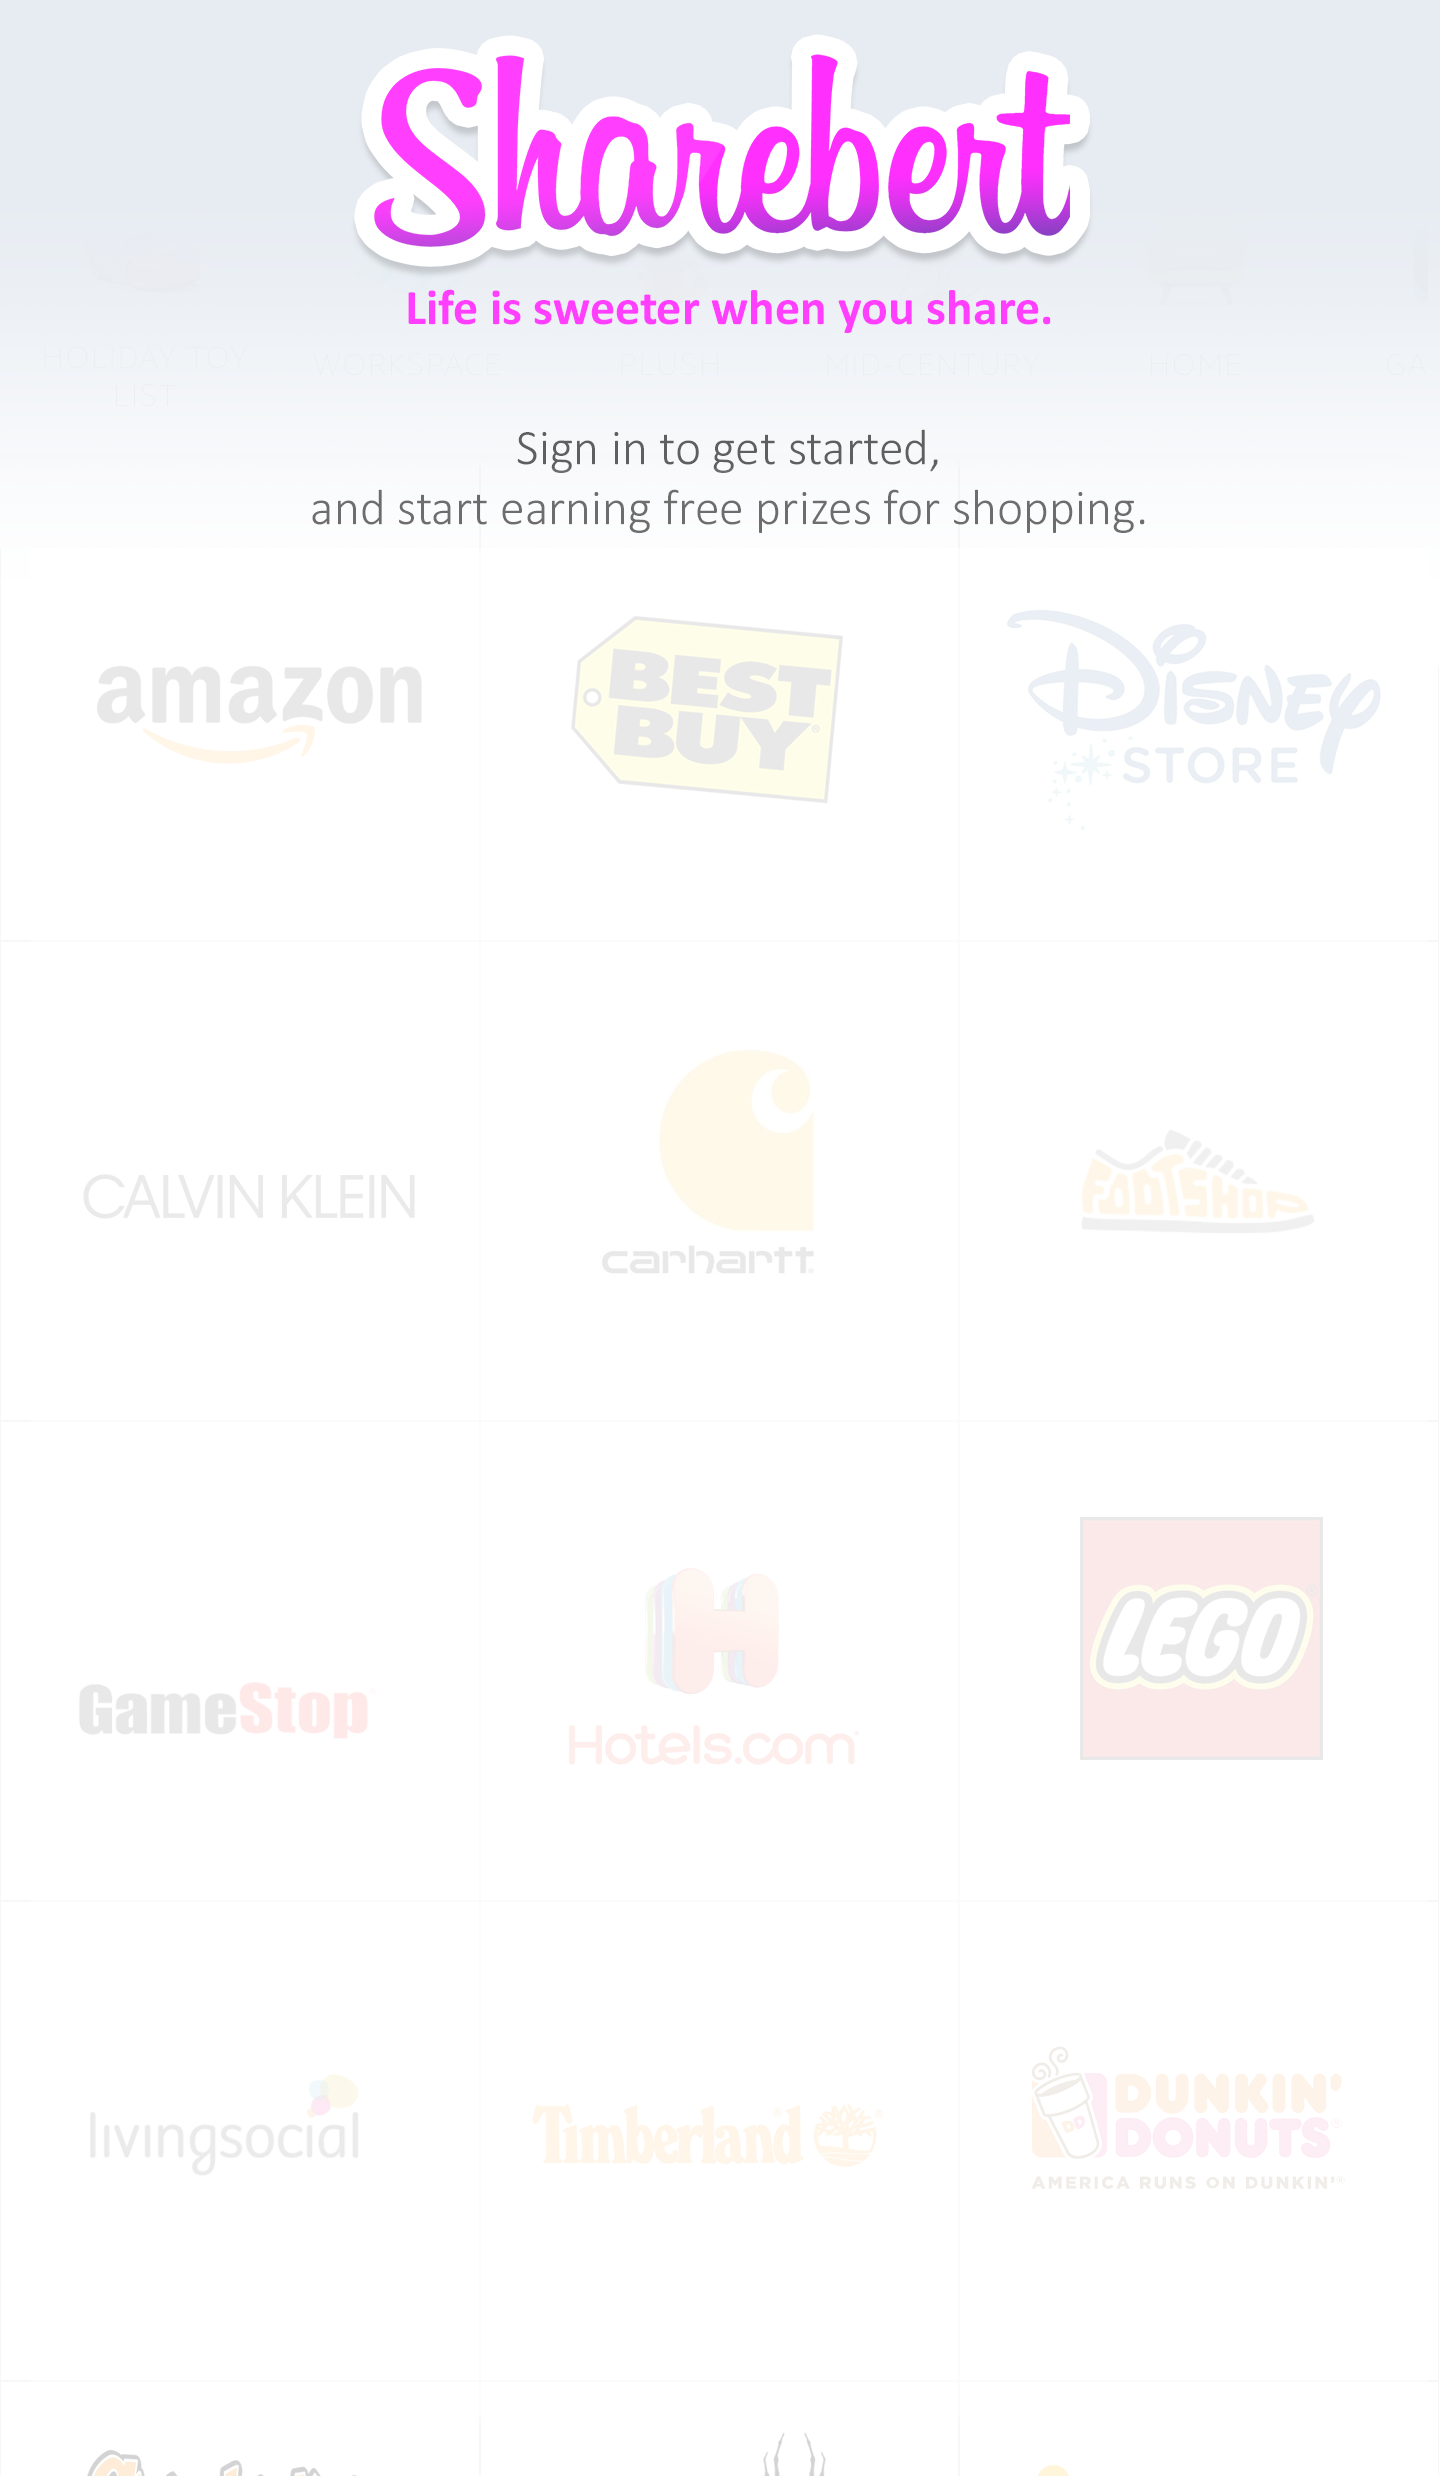 Sharebert
Life is sweeter when you share.
HOLIDAY TOY
LIST
WORKSPACE
PLUSH
MID-CENTURY
HOME
GA
Sign in to get started,
and start earning free prizes for shopping.
amazon
BEST
BUY®
Disney
STORE
CALVIN KLEIN
carhartt
FOOTSHOP
GameStop
Hotels.com
LEGO
livingsocial
Timberland
DUNKIN'
DONUTS®
DD
AMERICA RUNS ON DUNKIN'